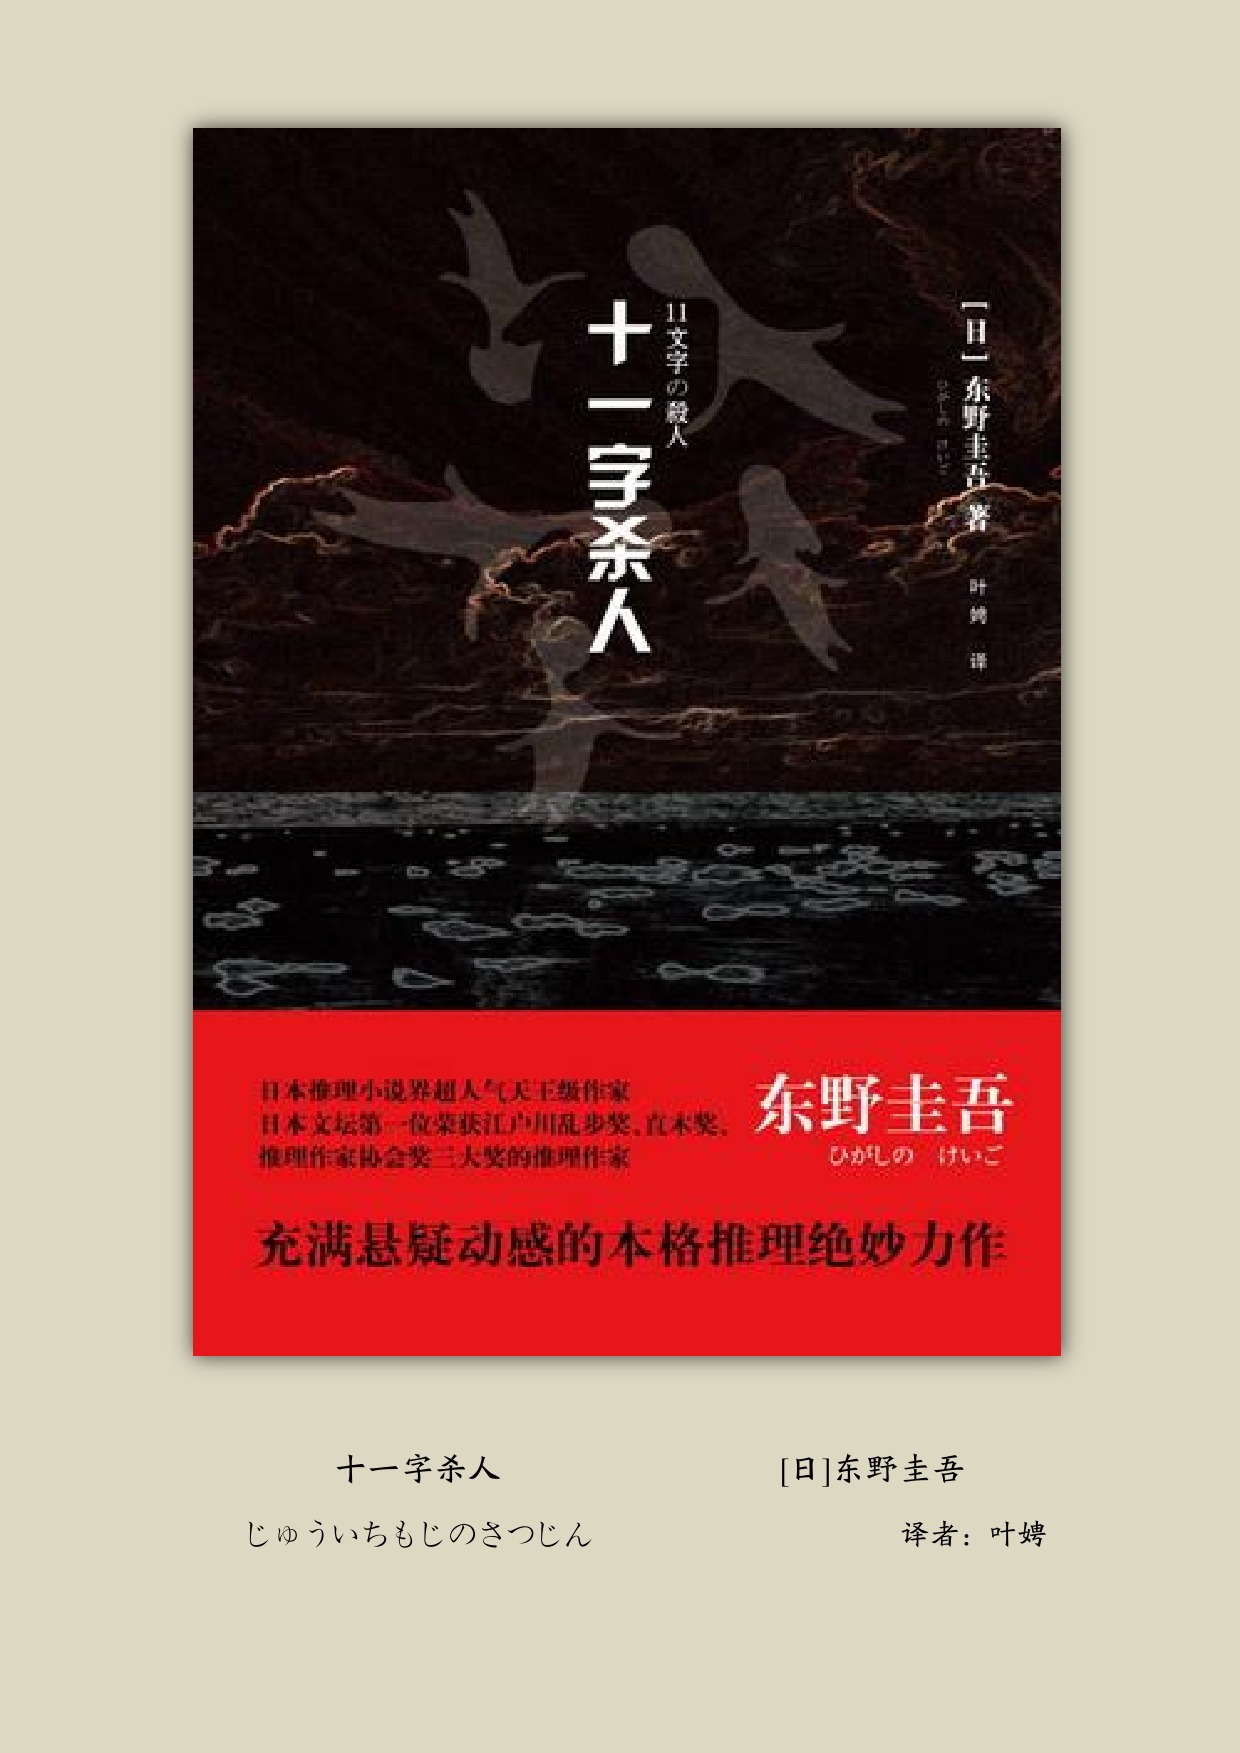 [日]东野圭吾 著
ひがしの けいご
叶娉 译
11文字の殺人
十一字杀人
日本推理小说界超人气天王级作家
日本文坛第一位荣获江户川乱步奖、直木奖、
推理作家协会奖三大奖的推理作家
东野圭吾
ひがしの けいご
充满悬疑动感的本格推理绝妙力作
十一字杀人
[日]东野圭吾
じゅういちもじのさつじん
译者：叶娉